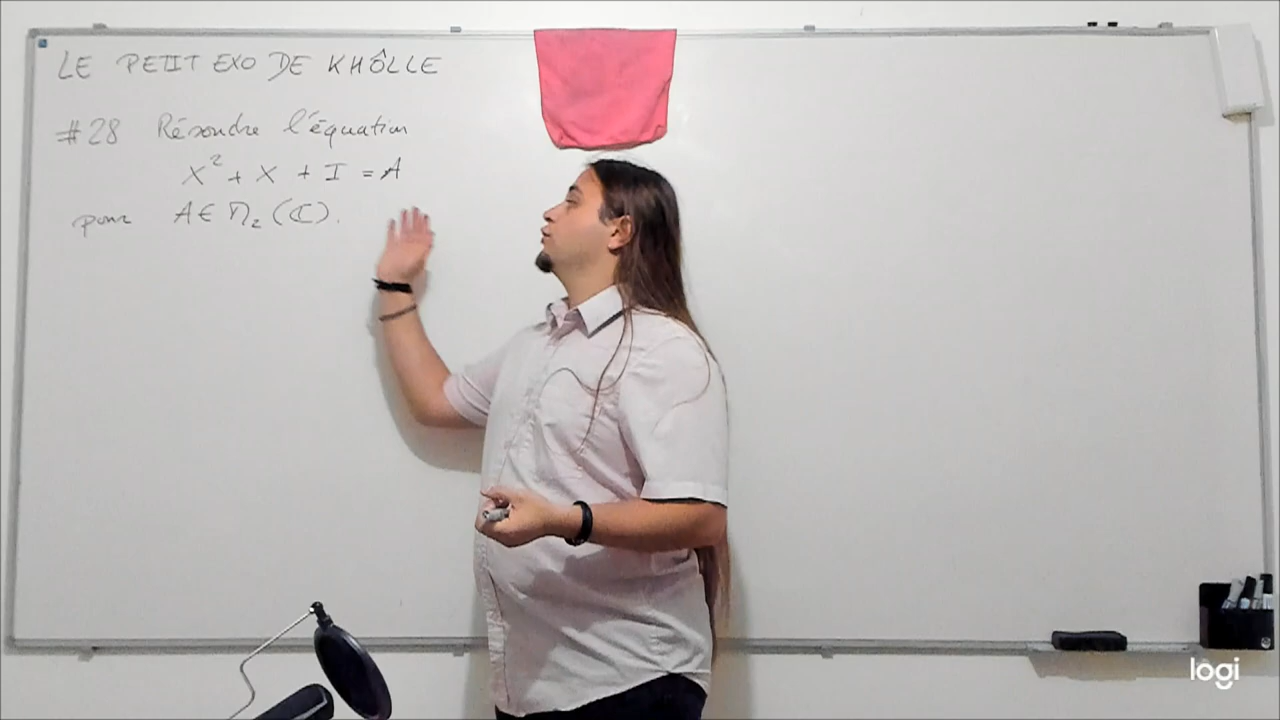 LE PETIT EXO DE KHÔLLE
#28 Résoudre l'équation
X² + X + I = A
pour A ∈ M₂(ℂ).
logi